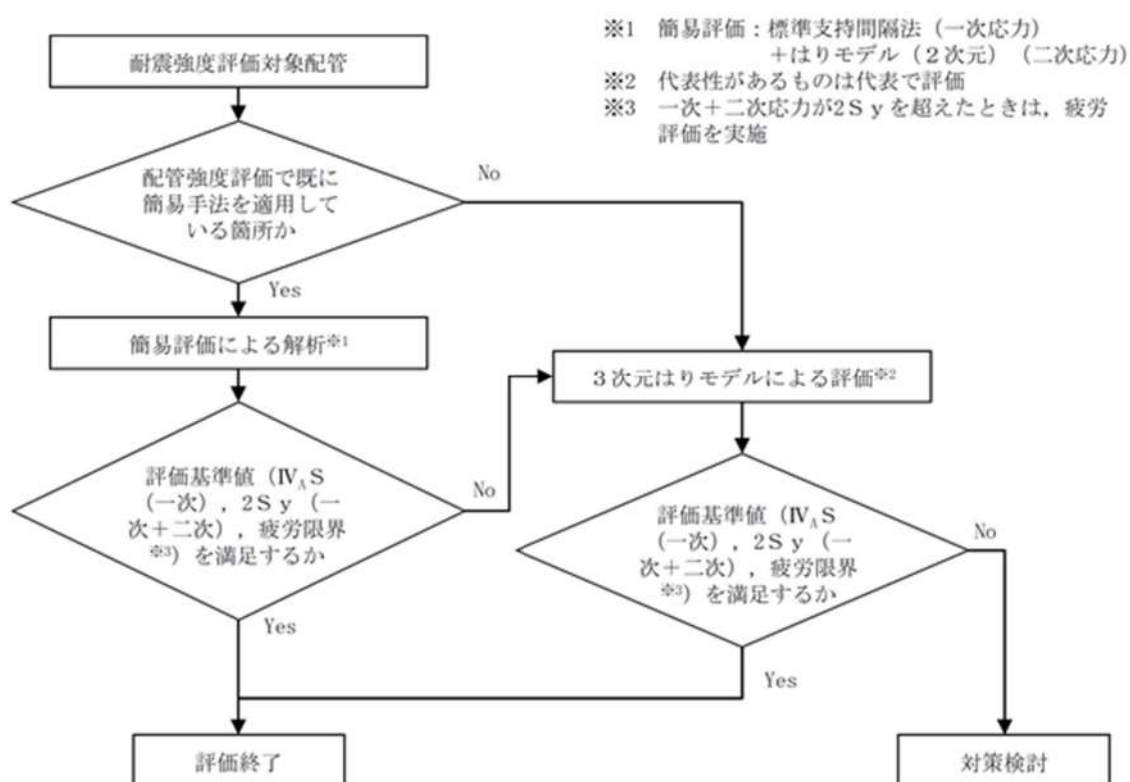 ※1 簡易評価：標準支持間隔法（一次応力）
＋はりモデル（２次元）（二次応力）
※2 代表性があるものは代表で評価
※3 一次＋二次応力が2Ｓｙを超えたときは，疲労
評価を実施
耐震強度評価対象配管
配管強度評価で既に
簡易手法を適用して
いる箇所か
No
Yes
簡易評価による解析※1
３次元はりモデルによる評価※2
評価基準値（ⅣAＳ
（一次），2Ｓｙ（一
次＋二次），疲労限界
※3）を満足するか
No
Yes
評価基準値（ⅣAＳ
（一次），2Ｓｙ（一
次＋二次），疲労限界
※3）を満足するか
No
Yes
評価終了
対策検討